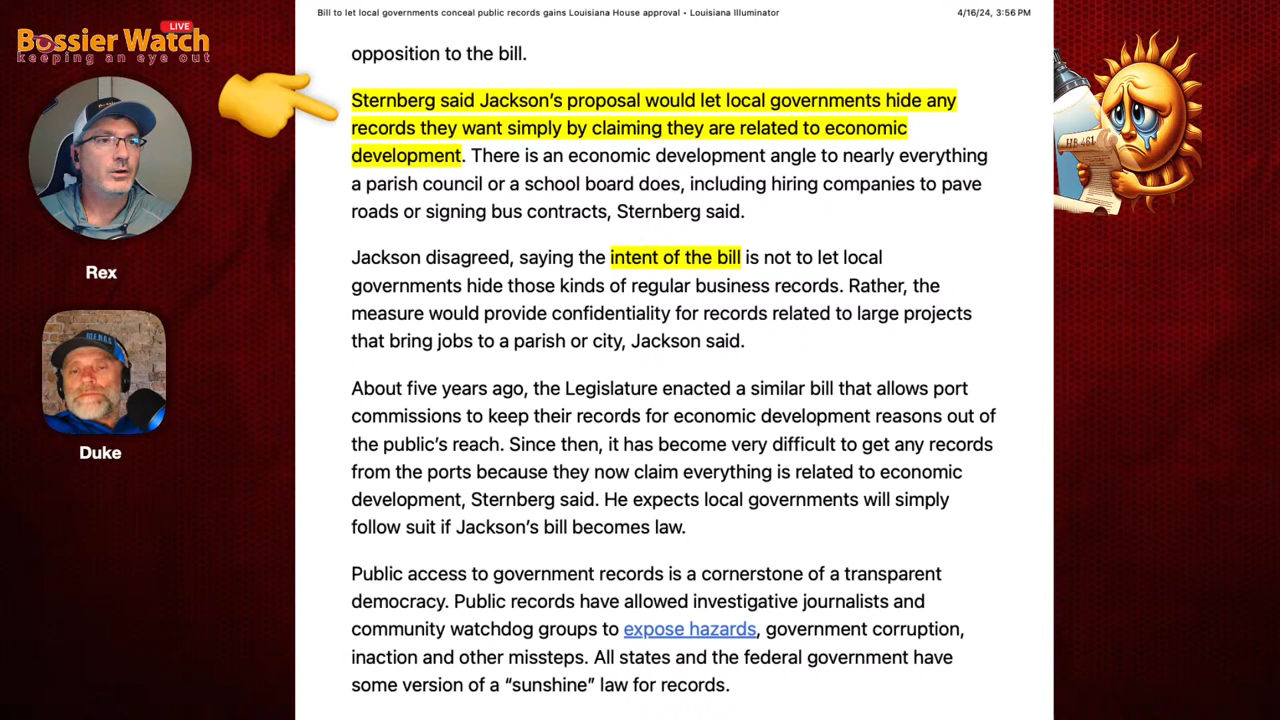 Bill to let local governments conceal public records gains Louisiana House approval • Louisiana Illuminator
4/16/24, 3:56 PM
LIVE
Bossier Watch
keeping an eye out
opposition to the bill.
Sternberg said Jackson’s proposal would let local governments hide any
records they want simply by claiming they are related to economic
development. There is an economic development angle to nearly everything
a parish council or a school board does, including hiring companies to pave
roads or signing bus contracts, Sternberg said.
HB 461
Rex
Jackson disagreed, saying the intent of the bill is not to let local
governments hide those kinds of regular business records. Rather, the
measure would provide confidentiality for records related to large projects
that bring jobs to a parish or city, Jackson said.
Duke
About five years ago, the Legislature enacted a similar bill that allows port
commissions to keep their records for economic development reasons out of
the public’s reach. Since then, it has become very difficult to get any records
from the ports because they now claim everything is related to economic
development, Sternberg said. He expects local governments will simply
follow suit if Jackson’s bill becomes law.
Public access to government records is a cornerstone of a transparent
democracy. Public records have allowed investigative journalists and
community watchdog groups to expose hazards, government corruption,
inaction and other missteps. All states and the federal government have
some version of a “sunshine” law for records.